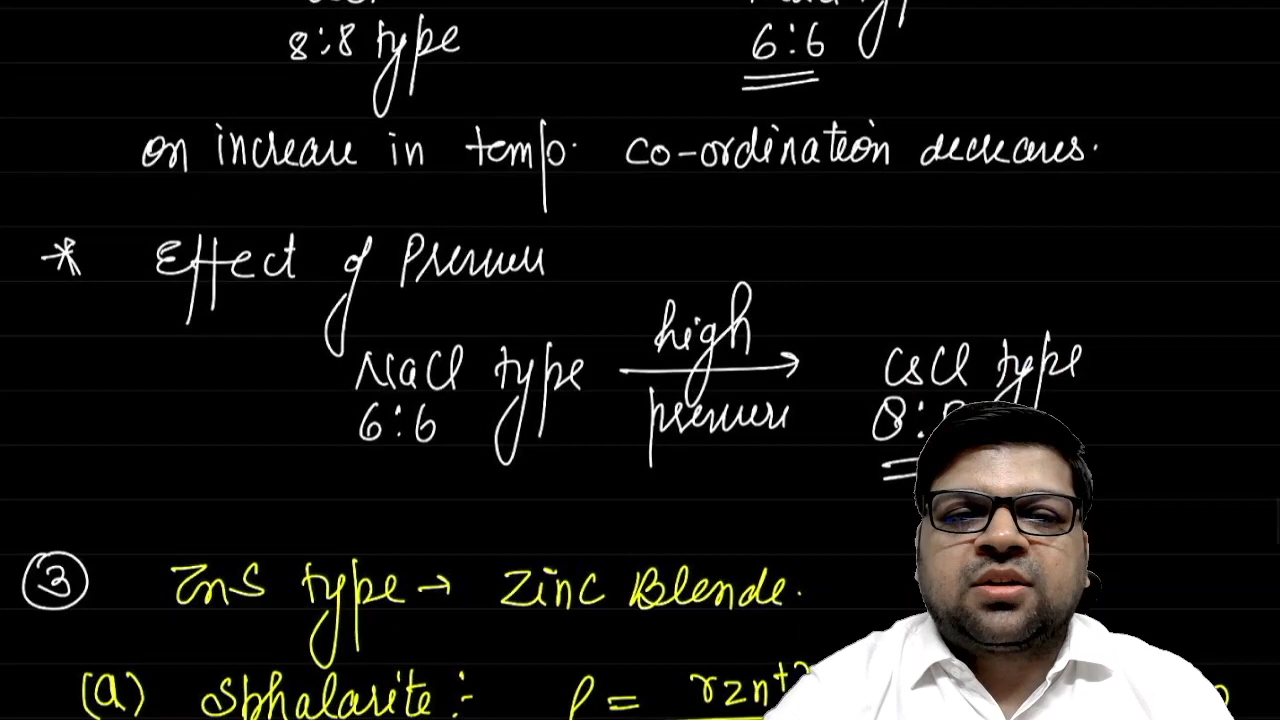 8:8 type 6:6
on increase in temp. co-ordination decreases.
* Effect of Pressure
high
NaCl type → CsCl type
6:6 pressure 8:
③ ZnS type → Zinc Blende.
(a) Sphalarite :- ρ = rZn+2